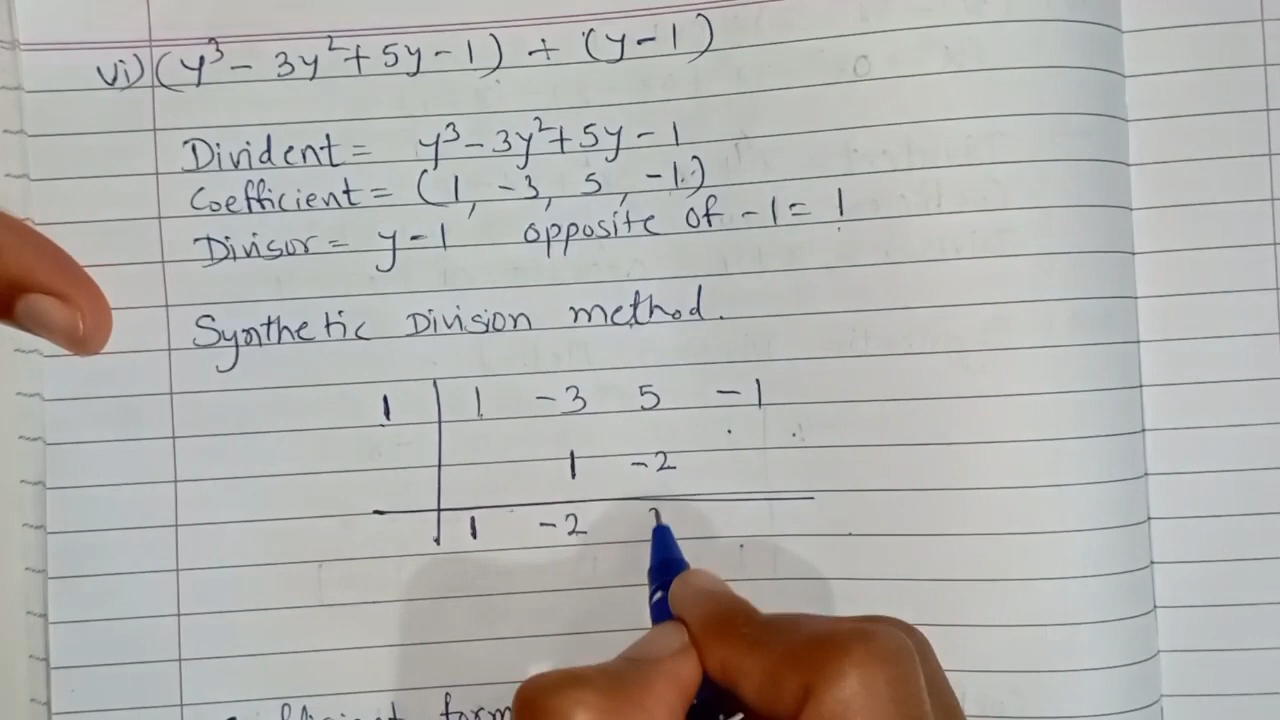 vi) (y³ - 3y² + 5y - 1) + (y - 1)
Divident = y³ - 3y² + 5y - 1
Coefficient = (1, -3, 5, -1)
Divisor = y - 1 opposite of -1 = 1
Synthetic Division method.
1 1 -3 5 -1
1 -2
1 -2
form